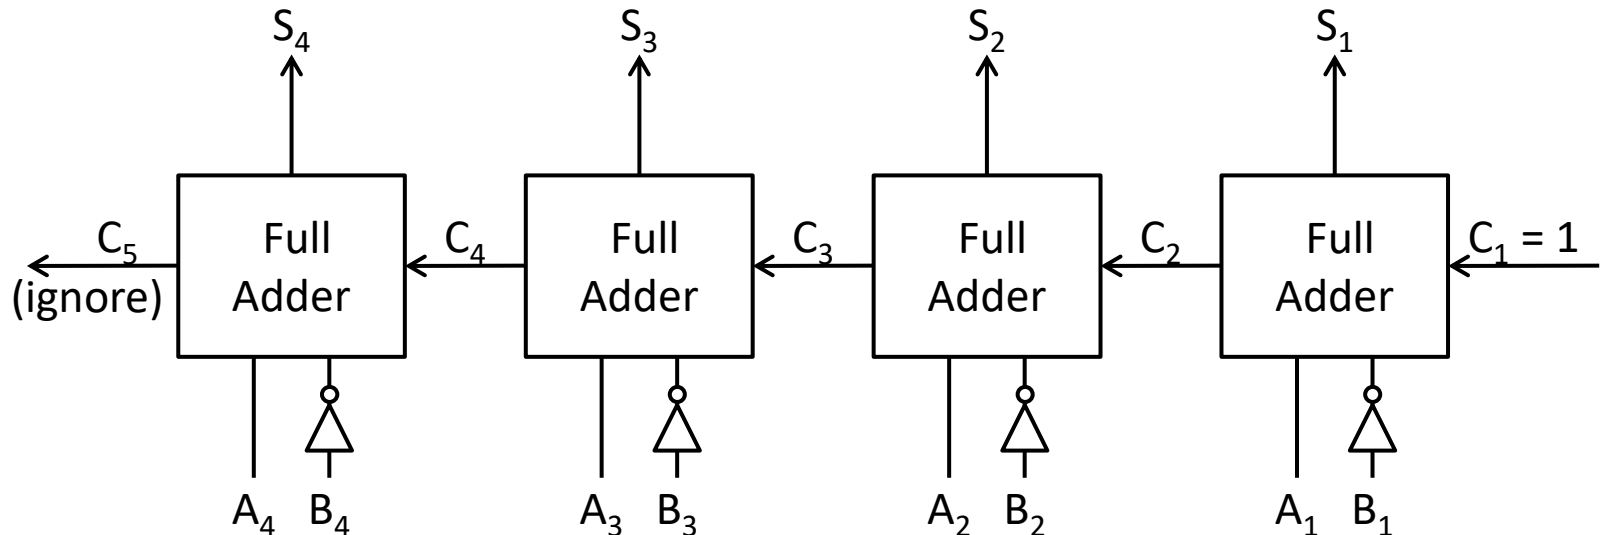 S₄ S₃ S₂ S₁
C₅ Full Adder C₄ Full Adder C₃ Full Adder C₂ Full Adder C₁ = 1
(ignore)
A₄ B₄ A₃ B₃ A₂ B₂ A₁ B₁